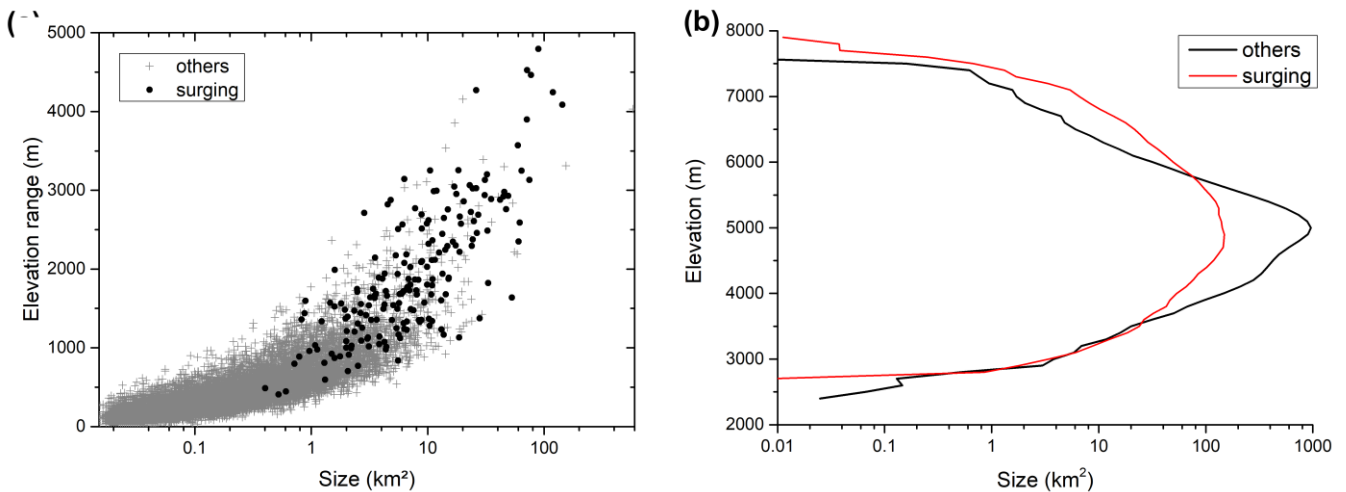 (a)
others
surging
Elevation range (m)
5000
4000
3000
2000
1000
0
0.1
1
10
100
Size (km²)
(b)
others
surging
Elevation (m)
8000
7000
6000
5000
4000
3000
2000
0.01
0.1
1
10
100
1000
Size (km²)